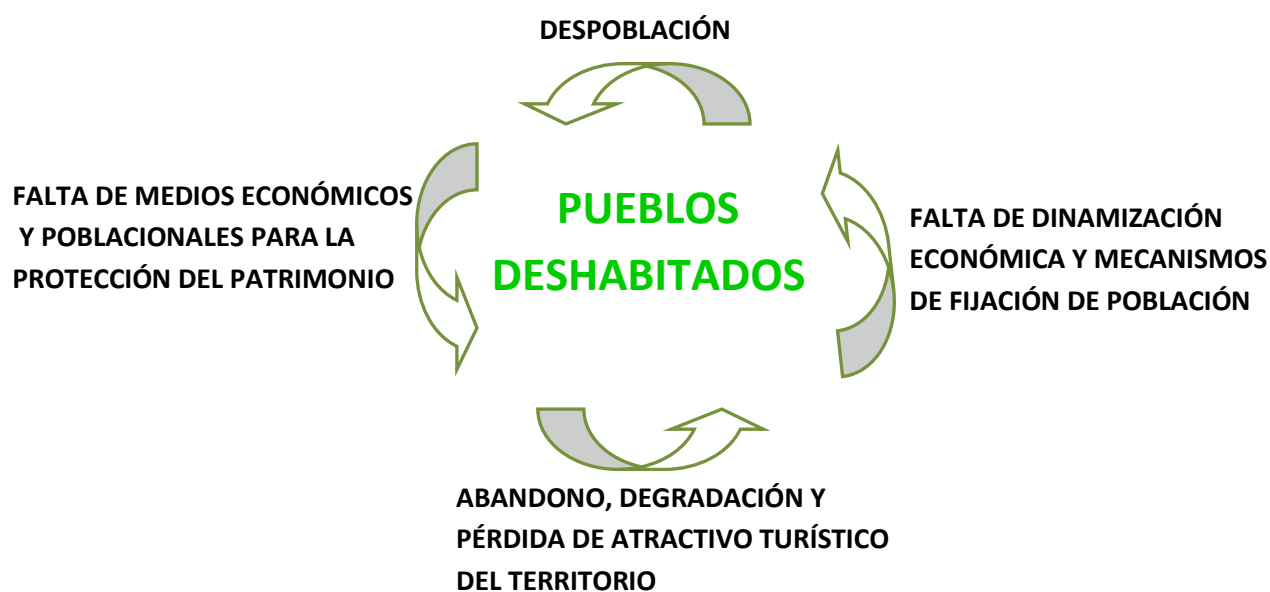 DESPOBLACIÓN
FALTA DE MEDIOS ECONÓMICOS
Y POBLACIONALES PARA LA
PROTECCIÓN DEL PATRIMONIO
PUEBLOS
DESHABITADOS
FALTA DE DINAMIZACIÓN
ECONÓMICA Y MECANISMOS
DE FIJACIÓN DE POBLACIÓN
ABANDONO, DEGRADACIÓN Y
PÉRDIDA DE ATRACTIVO TURÍSTICO
DEL TERRITORIO